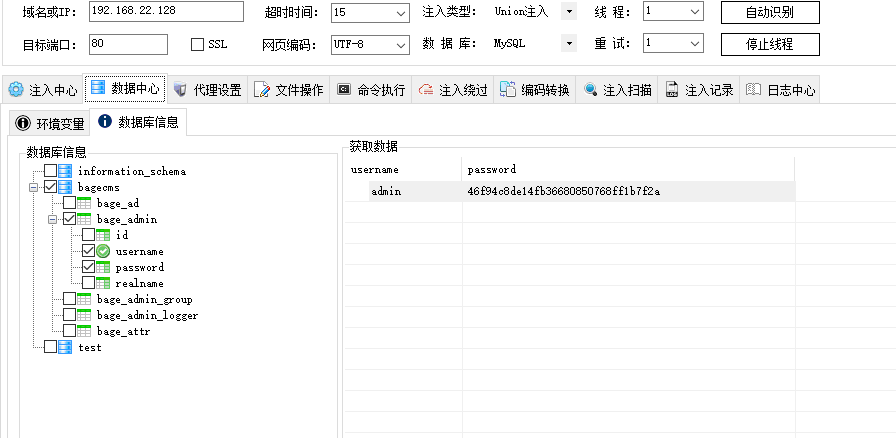 域名或IP: 192.168.22.128 超时时间: 15 注入类型: Union注入 线 程: 1 自动识别
目标端口: 80 SSL 网页编码: UTF-8 数 据 库: MySQL 重 试: 1 停止线程
注入中心 数据中心 代理设置 文件操作 命令执行 注入绕过 编码转换 注入扫描 注入记录 日志中心
环境变量 数据库信息
数据库信息
information_schema
bagecms
bage_ad
bage_admin
id
username
password
realname
bage_admin_group
bage_admin_logger
bage_attr
test
获取数据
username password
admin 46f94c8de14fb36680850768ff1b7f2a